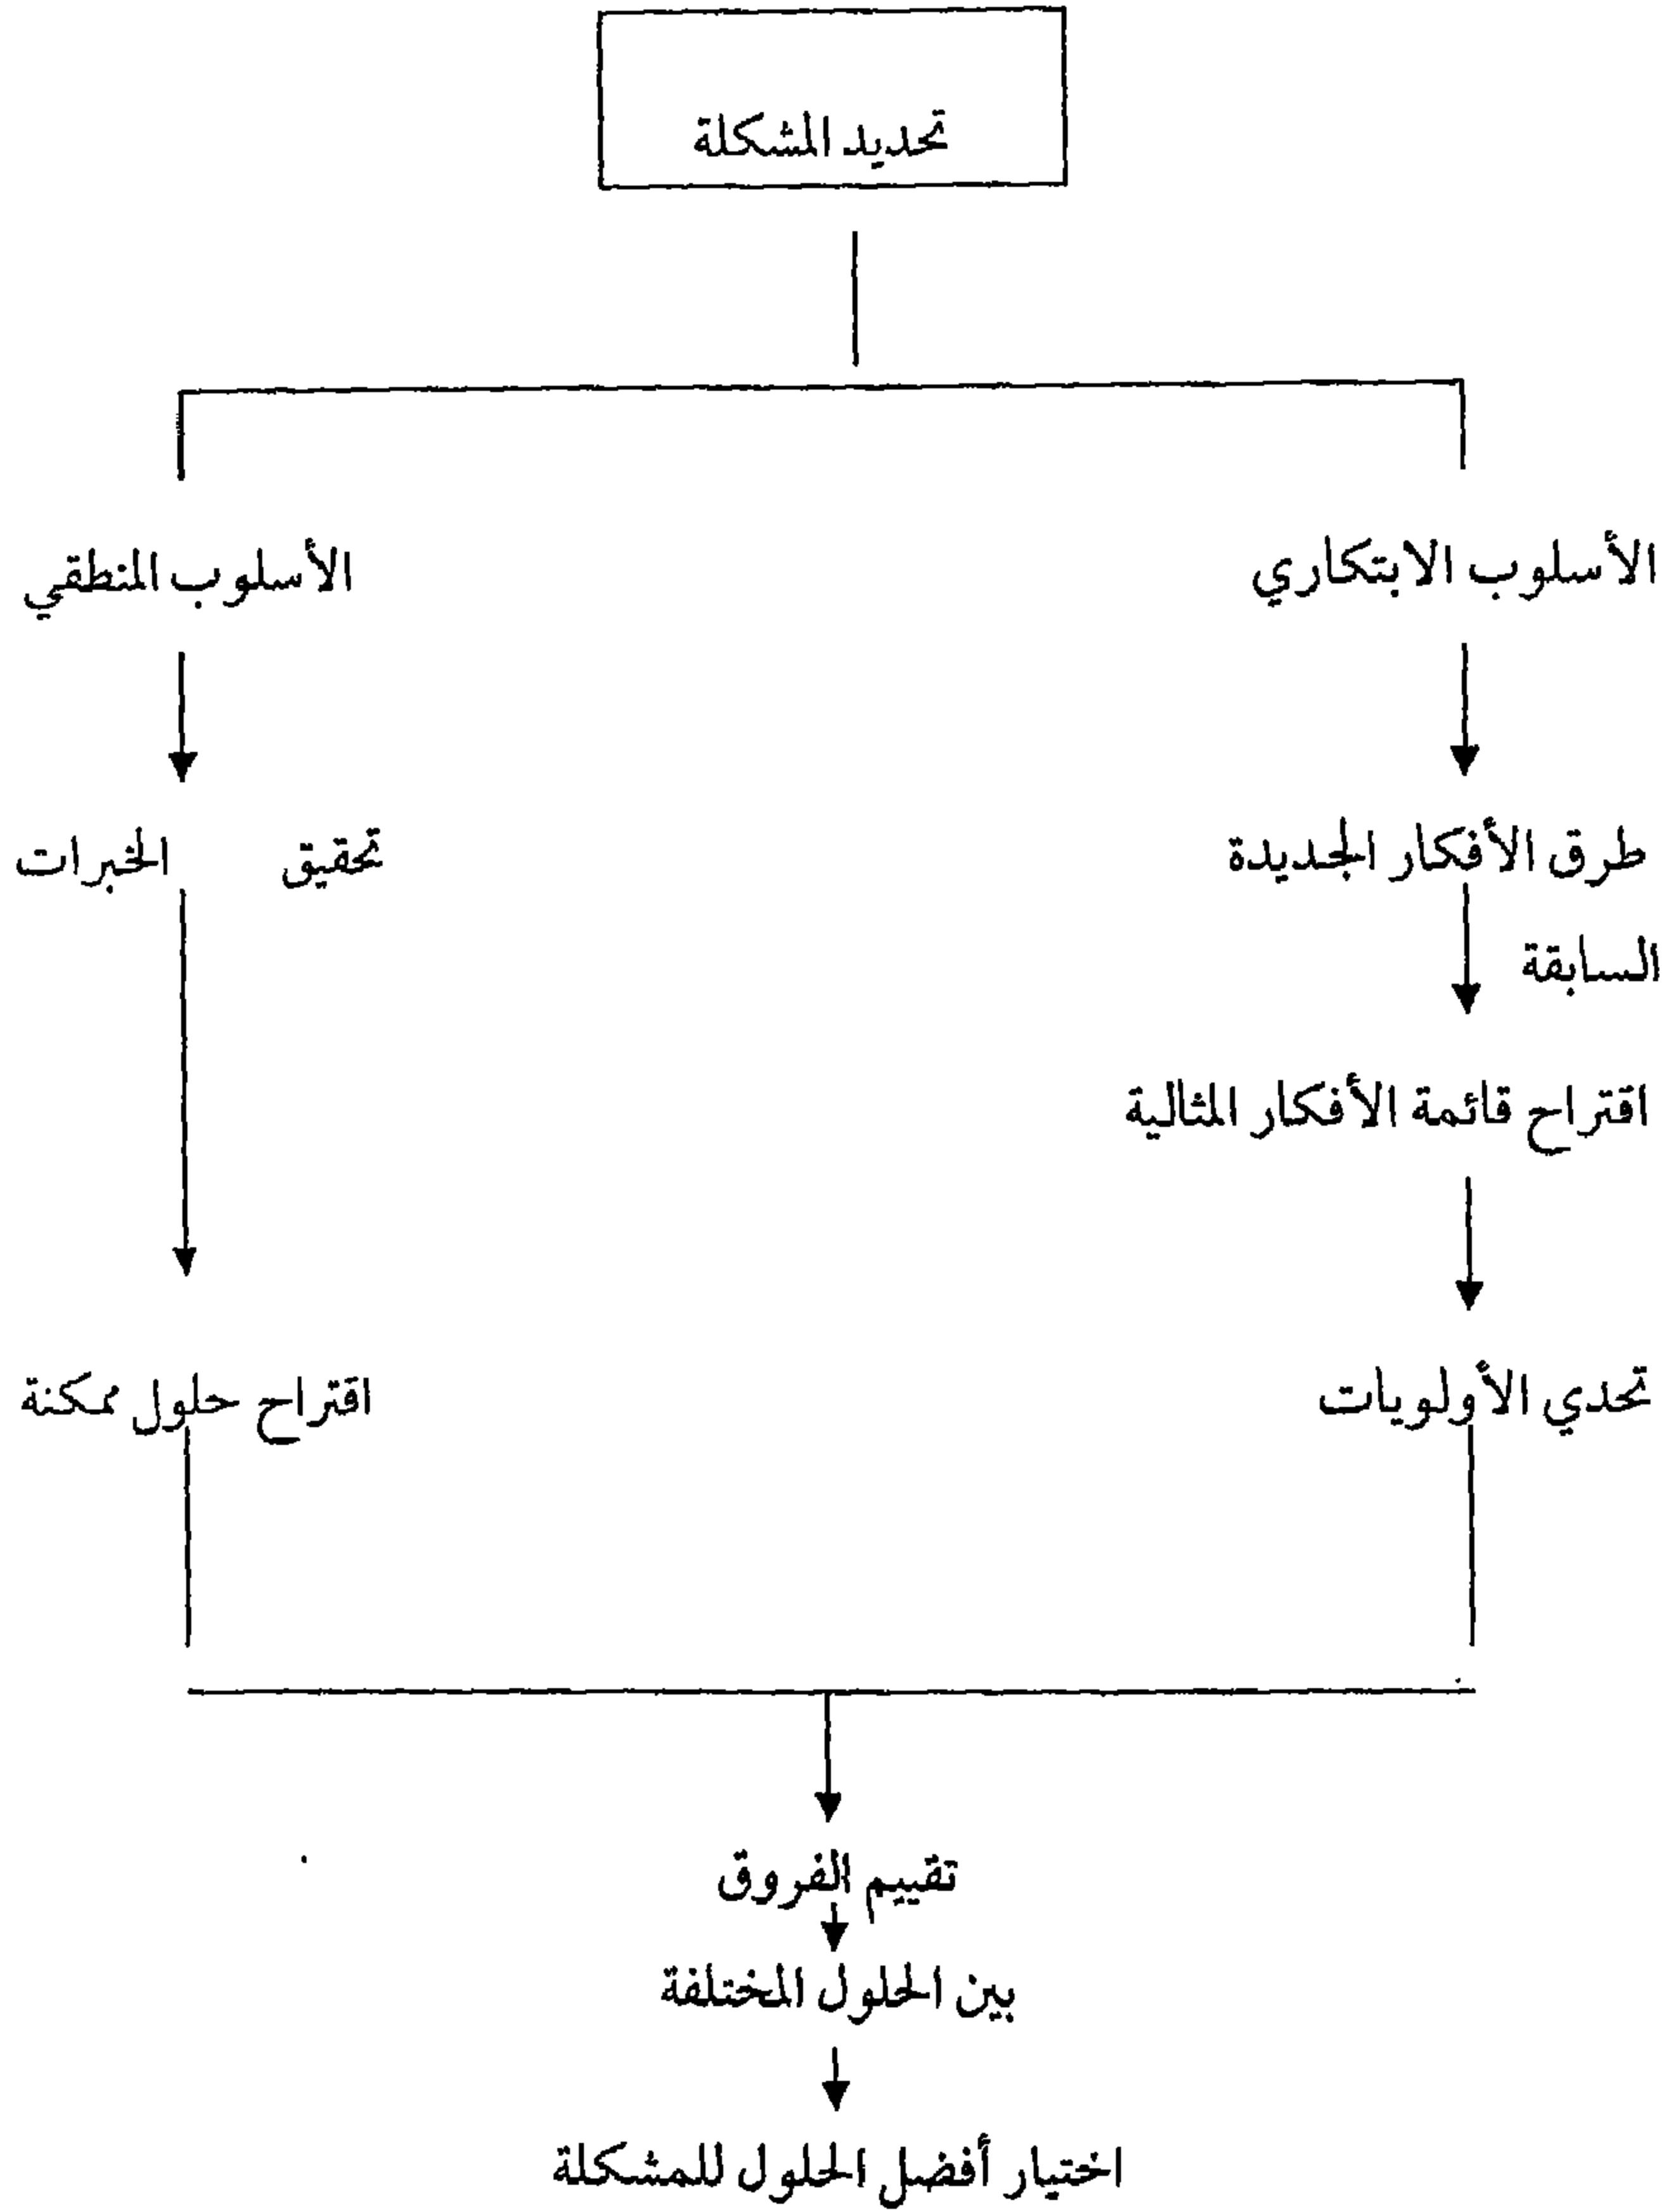 تحديد المشكلة
الأسلوب الابتكاري
الأسلوب المنطقي
طرق الأفكار الجديدة
تحقيق الخبرات
السابقة
اقتراح قائمة الأفكار المثالية
تحدي الأولويات
اقتراح حلول ممكنة
تقييم الفروق
بين الحلول المختلفة
اختيار أفضل الحلول للمشكلة